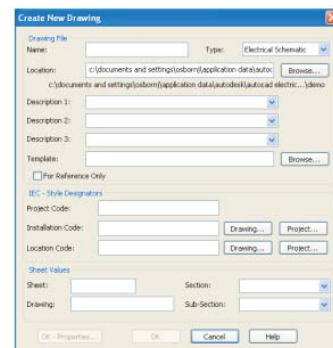 Create New Drawing
Drawing File
Name: Type: Electrical Schematic
Location: c:\documents and settings\osbornj\application data\autoc Browse...
c:\documents and settings\osbornj\application data\autodesk\autocad electric...\demo
Description 1:
Description 2:
Description 3:
Template: Browse...
For Reference Only
IEC - Style Designators
Project Code:
Installation Code: Drawing... Project...
Location Code: Drawing... Project...
Sheet Values
Sheet: Section:
Drawing: Sub-Section:
OK - Properties... OK Cancel Help